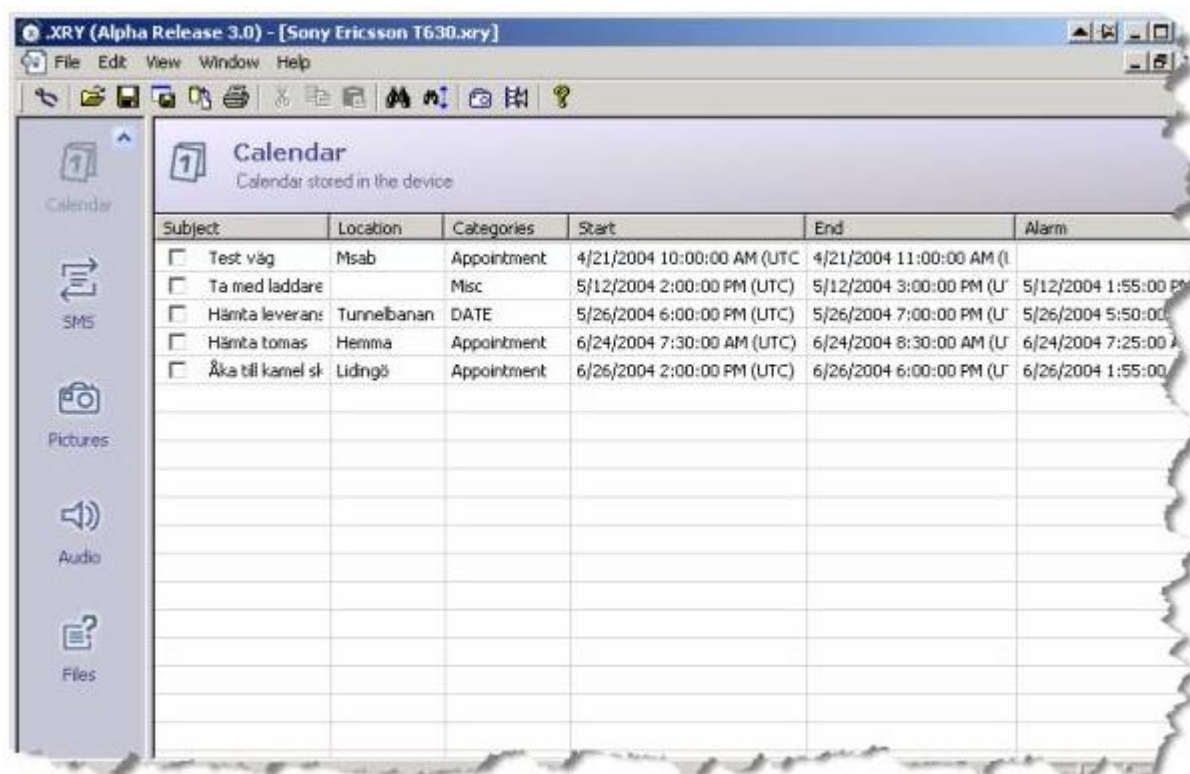 .XRY (Alpha Release 3.0) - [Sony Ericsson T630.xry]
File Edit View Window Help
Calendar
Calendar stored in the device
Calendar
SMS
Pictures
Audio
Files
Subject Location Categories Start End Alarm
Test väg Msab Appointment 4/21/2004 10:00:00 AM (UTC 4/21/2004 11:00:00 AM (
Ta med laddare Misc 5/12/2004 2:00:00 PM (UTC) 5/12/2004 3:00:00 PM (U 5/12/2004 1:55:00 PM
Hämta leverans Tunnelbanan DATE 5/26/2004 6:00:00 PM (UTC) 5/26/2004 7:00:00 PM (U 5/26/2004 5:50:00
Hämta tomas Hemma Appointment 6/24/2004 7:30:00 AM (UTC) 6/24/2004 8:30:00 AM (U 6/24/2004 7:25:00
Åka till kamel sk Lidingö Appointment 6/26/2004 2:00:00 PM (UTC) 6/26/2004 6:00:00 PM (U 6/26/2004 1:55:00